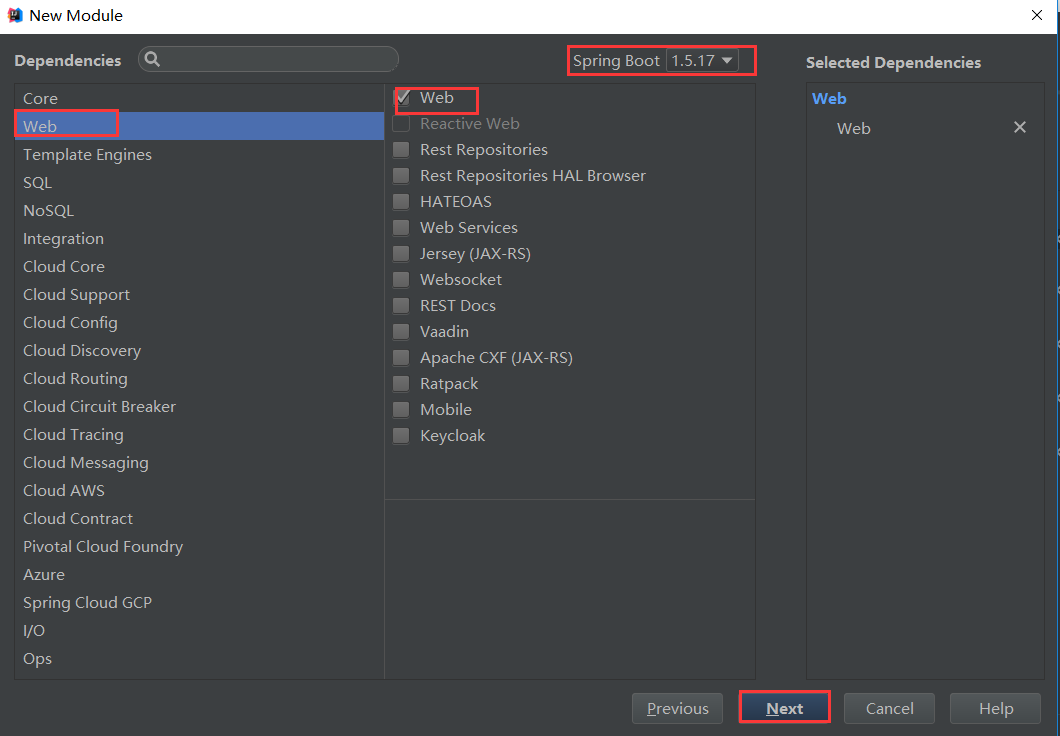 New Module
Dependencies
Spring Boot 1.5.17
Selected Dependencies
Core
Web
Template Engines
SQL
NoSQL
Integration
Cloud Core
Cloud Support
Cloud Config
Cloud Discovery
Cloud Routing
Cloud Circuit Breaker
Cloud Tracing
Cloud Messaging
Cloud AWS
Cloud Contract
Pivotal Cloud Foundry
Azure
Spring Cloud GCP
I/O
Ops
Web
Reactive Web
Rest Repositories
Rest Repositories HAL Browser
HATEOAS
Web Services
Jersey (JAX-RS)
Websocket
REST Docs
Vaadin
Apache CXF (JAX-RS)
Ratpack
Mobile
Keycloak
Web
Web
Previous
Next
Cancel
Help